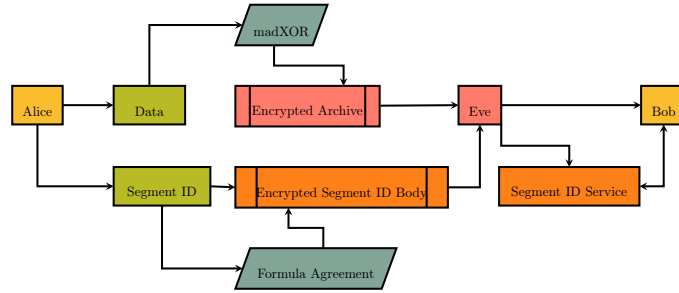 madXOR
Alice
Data
Encrypted Archive
Eve
Bob
Segment ID
Encrypted Segment ID Body
Segment ID Service
Formula Agreement